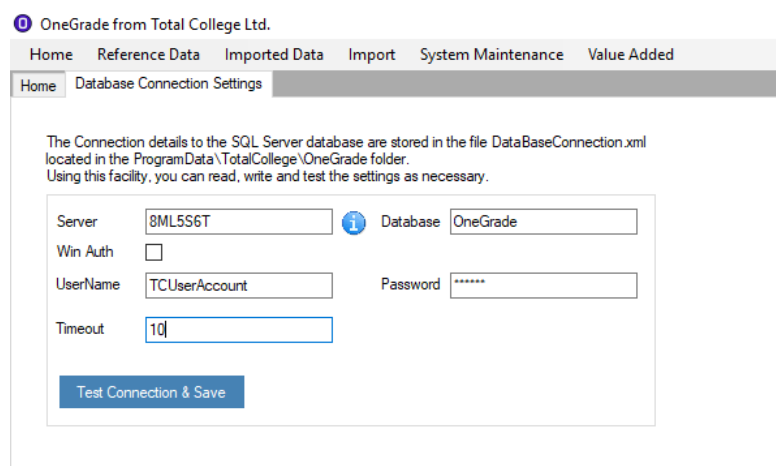 OneGrade from Total College Ltd.
Home Reference Data Imported Data Import System Maintenance Value Added
Home Database Connection Settings
The Connection details to the SQL Server database are stored in the file DataBaseConnection.xml
located in the ProgramData\TotalCollege\OneGrade folder.
Using this facility, you can read, write and test the settings as necessary.
Server 8ML5S6T Database OneGrade
Win Auth
UserName TCUserAccount Password ******
Timeout 10
Test Connection & Save